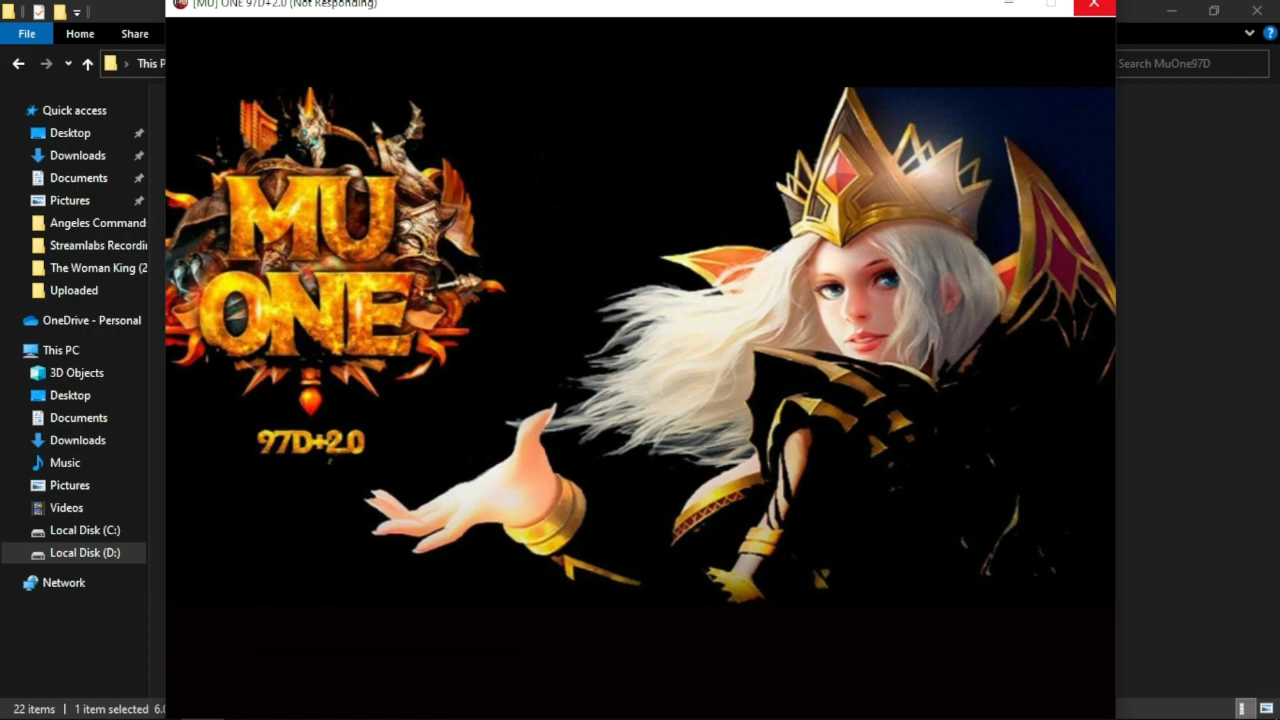 [MU] ONE 97D+2.0 (Not Responding)
File
Home
Share
This P
Search MuOne97D
Quick access
Desktop
Downloads
Documents
Pictures
Angeles Command
Streamlabs Recordi
The Woman King (2
Uploaded
OneDrive - Personal
This PC
3D Objects
Desktop
Documents
Downloads
Music
Pictures
Videos
Local Disk (C:)
Local Disk (D:)
Network
MU
ONE
97D+2.0
22 items
1 item selected
6.0